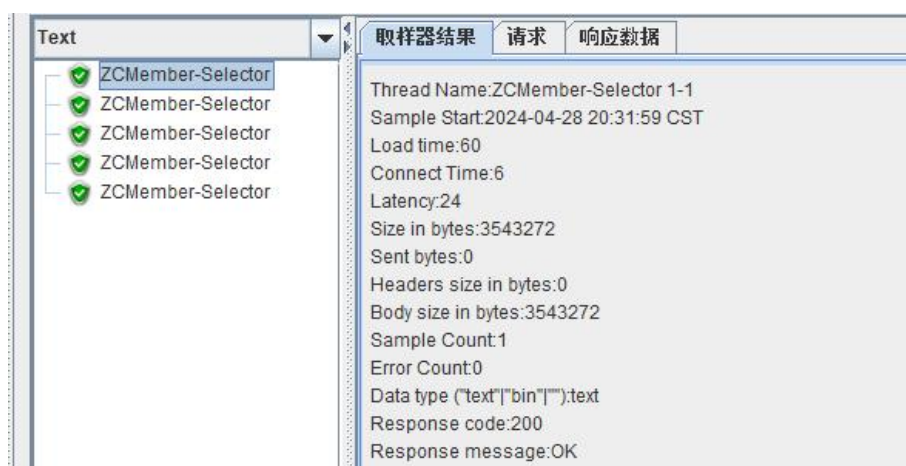 Text
ZCMember-Selector
ZCMember-Selector
ZCMember-Selector
ZCMember-Selector
ZCMember-Selector
取样器结果 请求 响应数据
Thread Name:ZCMember-Selector 1-1
Sample Start:2024-04-28 20:31:59 CST
Load time:60
Connect Time:6
Latency:24
Size in bytes:3543272
Sent bytes:0
Headers size in bytes:0
Body size in bytes:3543272
Sample Count:1
Error Count:0
Data type ("text"|"bin"|""):text
Response code:200
Response message:OK